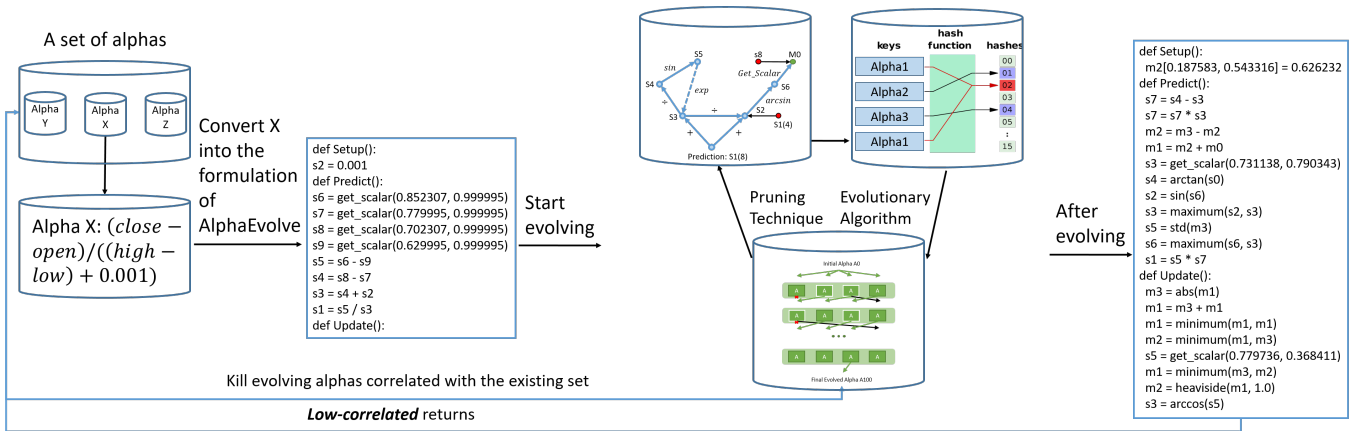 A set of alphas
Alpha
Y
Alpha
X
Alpha
Z
Alpha X: (close −
open)/((high −
low) + 0.001)
Convert X
into the
formulation
of
AlphaEvolve
def Setup():
s2 = 0.001
def Predict():
s6 = get_scalar(0.852307, 0.999995)
s7 = get_scalar(0.779995, 0.999995)
s8 = get_scalar(0.702307, 0.999995)
s9 = get_scalar(0.629995, 0.999995)
s5 = s6 - s9
s4 = s8 - s7
s3 = s4 + s2
s1 = s5 / s3
def Update():
Start
evolving
S5
s8
M0
sin
Get_Scalar
S4
exp
S6
arcsin
÷
÷
S2
S3
S1(4)
+
+
Prediction: S1(8)
keys
hash
function
hashes
Alpha1
Alpha2
Alpha3
Alpha1
00
01
02
03
04
05
:
15
Pruning
Technique
Evolutionary
Algorithm
Initial Alpha A0
A A A A
A A A A
•••
A A A A
Final Evolved Alpha A100
After
evolving
def Setup():
m2[0.187583, 0.543316] = 0.626232
def Predict():
s7 = s4 - s3
s7 = s7 * s3
m2 = m3 - m2
m1 = m2 + m0
s3 = get_scalar(0.731138, 0.790343)
s4 = arctan(s0)
s2 = sin(s6)
s3 = maximum(s2, s3)
s5 = std(m3)
s6 = maximum(s6, s3)
s1 = s5 * s7
def Update():
m3 = abs(m1)
m1 = m3 + m1
m1 = minimum(m1, m1)
m2 = minimum(m1, m3)
s5 = get_scalar(0.779736, 0.368411)
m1 = minimum(m3, m2)
m2 = heaviside(m1, 1.0)
s3 = arccos(s5)
Kill evolving alphas correlated with the existing set
Low-correlated returns